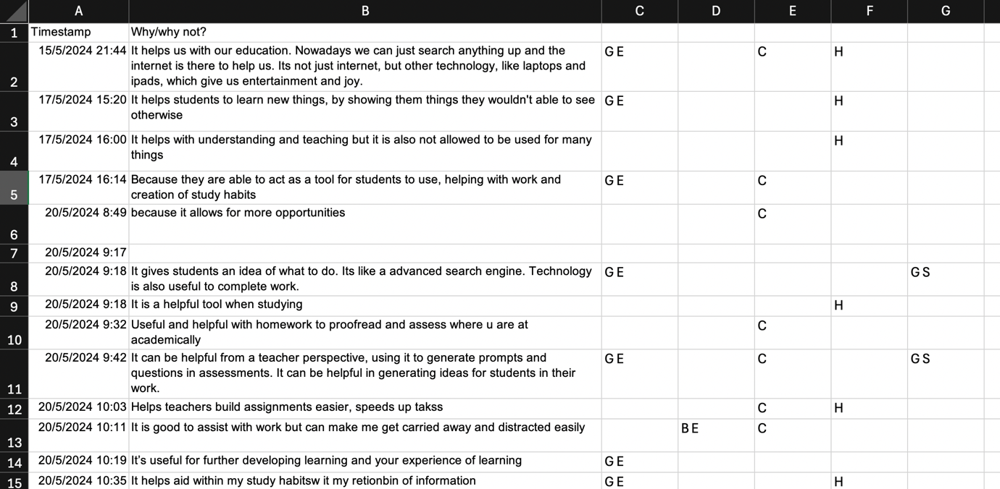 A B C D E F G
1 Timestamp Why/why not?
15/5/2024 21:44 It helps us with our education. Nowadays we can just search anything up and the G E C H
internet is there to help us. Its not just internet, but other technology, like laptops and
2 ipads, which give us entertainment and joy.
17/5/2024 15:20 It helps students to learn new things, by showing them things they wouldn't able to see G E H
3 otherwise
17/5/2024 16:00 It helps with understanding and teaching but it is also not allowed to be used for many H
4 things
17/5/2024 16:14 Because they are able to act as a tool for students to use, helping with work and G E C
5 creation of study habits
20/5/2024 8:49 because it allows for more opportunities C
6
7 20/5/2024 9:17
20/5/2024 9:18 It gives students an idea of what to do. Its like a advanced search engine. Technology G E G S
8 is also useful to complete work.
9 20/5/2024 9:18 It is a helpful tool when studying H
20/5/2024 9:32 Useful and helpful with homework to proofread and assess where u are at C
10 academically
20/5/2024 9:42 It can be helpful from a teacher perspective, using it to generate prompts and G E C G S
questions in assessments. It can be helpful in generating ideas for students in their
11 work.
12 20/5/2024 10:03 Helps teachers build assignments easier, speeds up takss C H
20/5/2024 10:11 It is good to assist with work but can make me get carried away and distracted easily B E C
13
14 20/5/2024 10:19 It's useful for further developing learning and your experience of learning G E
15 20/5/2024 10:35 It helps aid within my study habitsw it my retionbin of information G E H